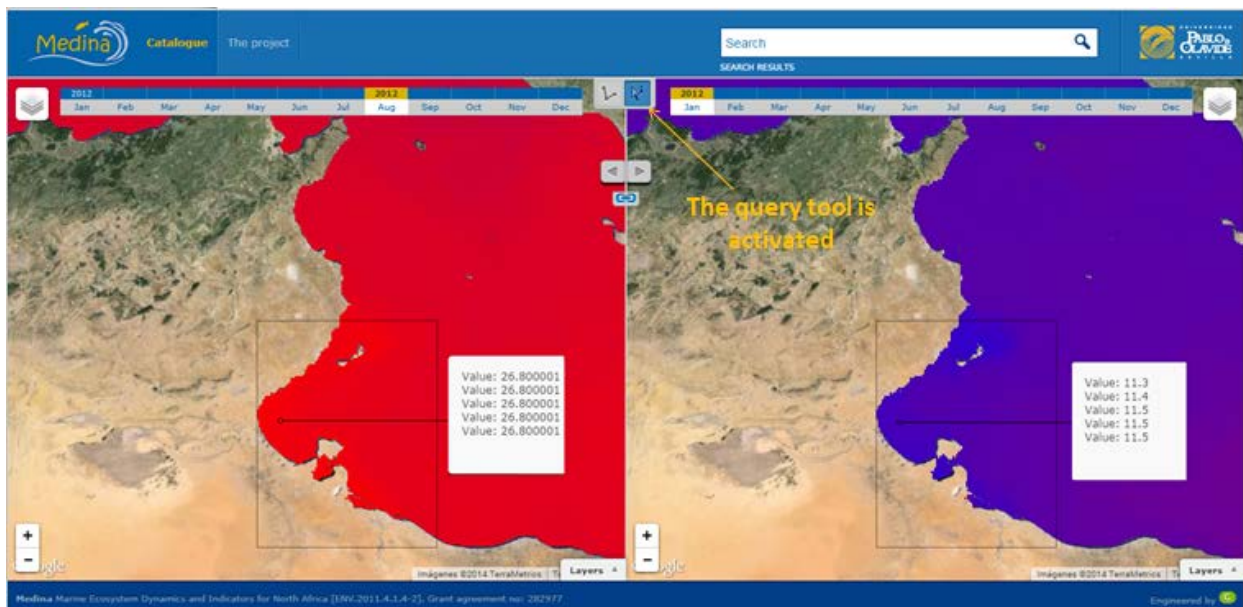 Medina
Catalogue
The project
Search
SEARCH RESULTS
UNIVERSIDAD
PABLO DE
OLAVIDE
SEVILLA
2012
2012
Jan Feb Mar Apr May Jun Jul Aug Sep Oct Nov Dec
2012
Jan Feb Mar Apr May Jun Jul Aug Sep Oct Nov Dec
The query tool is
activated
Value: 26.800001
Value: 26.800001
Value: 26.800001
Value: 26.800001
Value: 26.800001
Value: 11.3
Value: 11.4
Value: 11.5
Value: 11.5
Value: 11.5
+
−
Imágenes ©2014 TerraMetrics
Layers
+
−
Imágenes ©2014 TerraMetrics
Layers
Medina Marine Ecosystem Dynamics and Indicators for North Africa [ENV.2011.4.1.4-2]. Grant agreement no: 282977
Engineered by